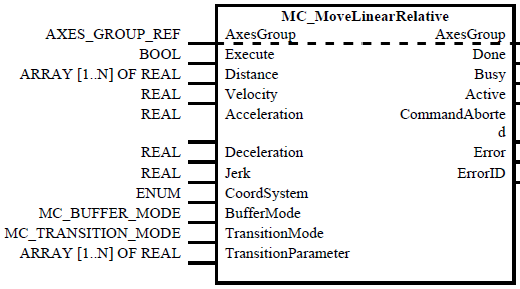 MC_MoveLinearRelative
AXES_GROUP_REF AxesGroup AxesGroup
BOOL Execute Done
ARRAY [1..N] OF REAL Distance Busy
REAL Velocity Active
REAL Acceleration CommandAborte
d
REAL Deceleration Error
REAL Jerk ErrorID
ENUM CoordSystem
MC_BUFFER_MODE BufferMode
MC_TRANSITION_MODE TransitionMode
ARRAY [1..N] OF REAL TransitionParameter